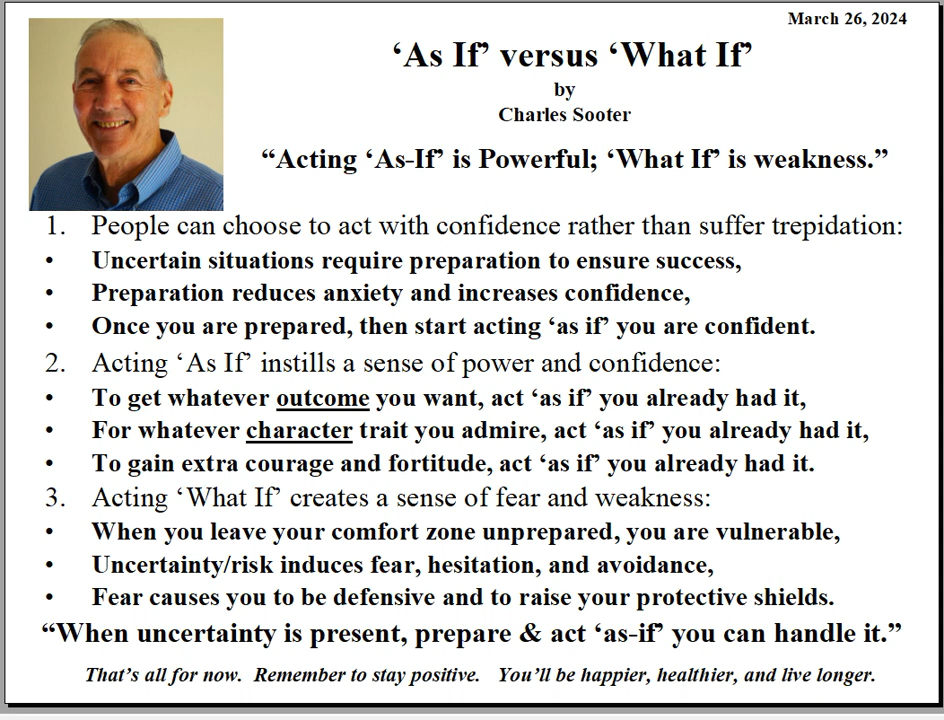 March 26, 2024
‘As If’ versus ‘What If’
by
Charles Sooter
“Acting ‘As-If’ is Powerful; ‘What If’ is weakness.”
1. People can choose to act with confidence rather than suffer trepidation:
• Uncertain situations require preparation to ensure success,
• Preparation reduces anxiety and increases confidence,
• Once you are prepared, then start acting ‘as if’ you are confident.
2. Acting ‘As If’ instills a sense of power and confidence:
• To get whatever outcome you want, act ‘as if’ you already had it,
• For whatever character trait you admire, act ‘as if’ you already had it,
• To gain extra courage and fortitude, act ‘as if’ you already had it.
3. Acting ‘What If’ creates a sense of fear and weakness:
• When you leave your comfort zone unprepared, you are vulnerable,
• Uncertainty/risk induces fear, hesitation, and avoidance,
• Fear causes you to be defensive and to raise your protective shields.
“When uncertainty is present, prepare & act ‘as-if’ you can handle it.”
That’s all for now. Remember to stay positive. You’ll be happier, healthier, and live longer.